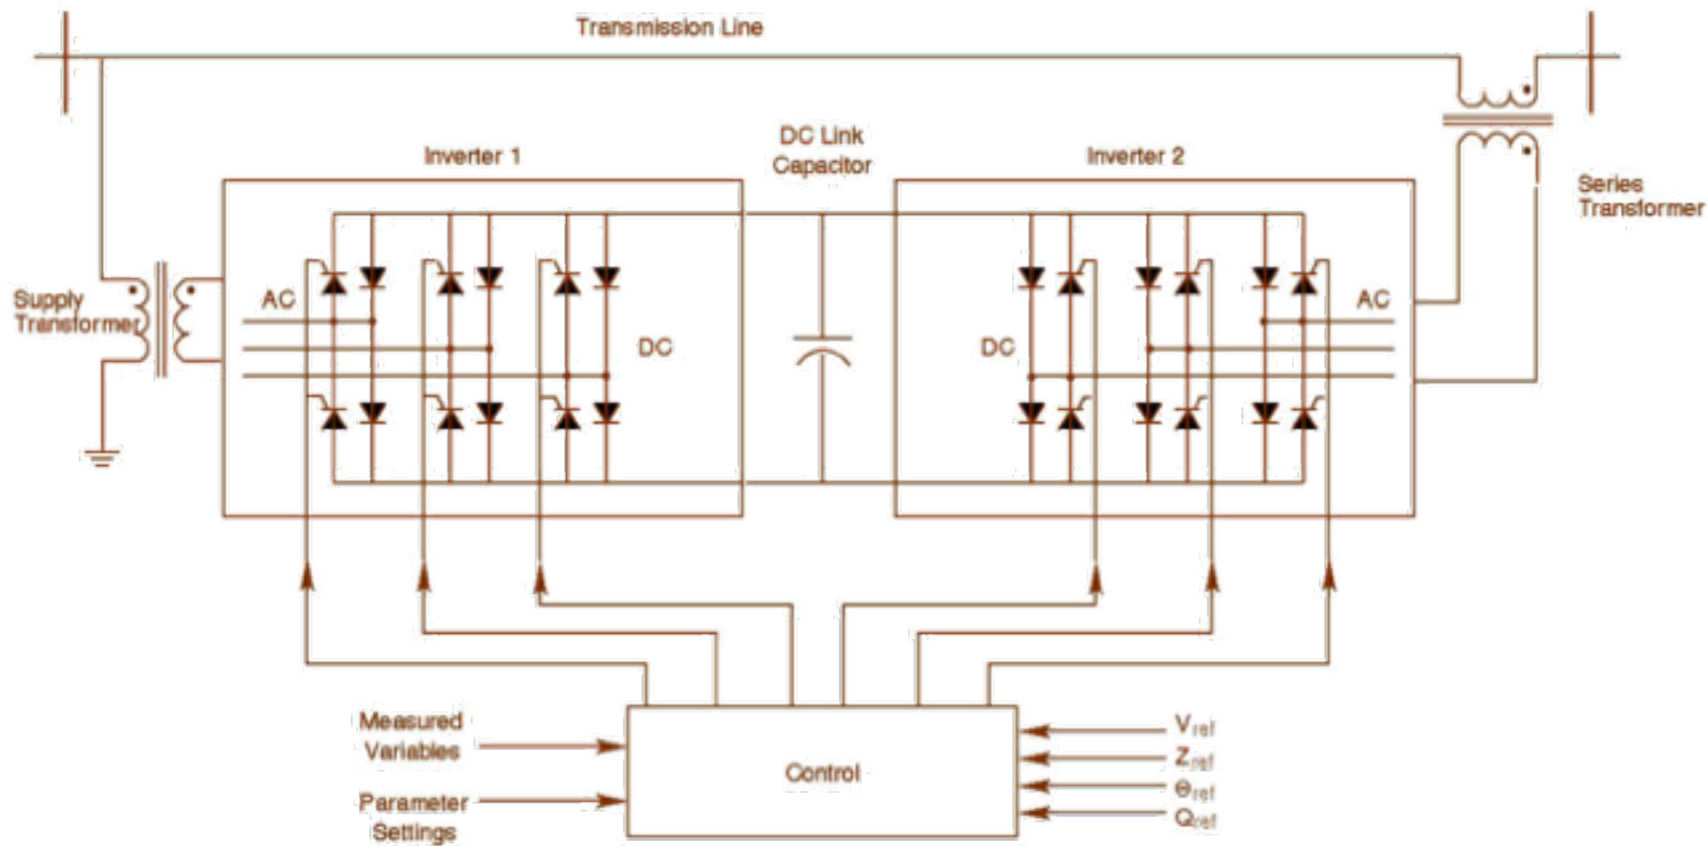 Transmission Line
Inverter 1
DC Link
Capacitor
Inverter 2
Series
Transformer
Supply
Transformer
AC
DC
DC
AC
Measured
Variables
Parameter
Settings
Control
Vref
Zref
Θref
Qref